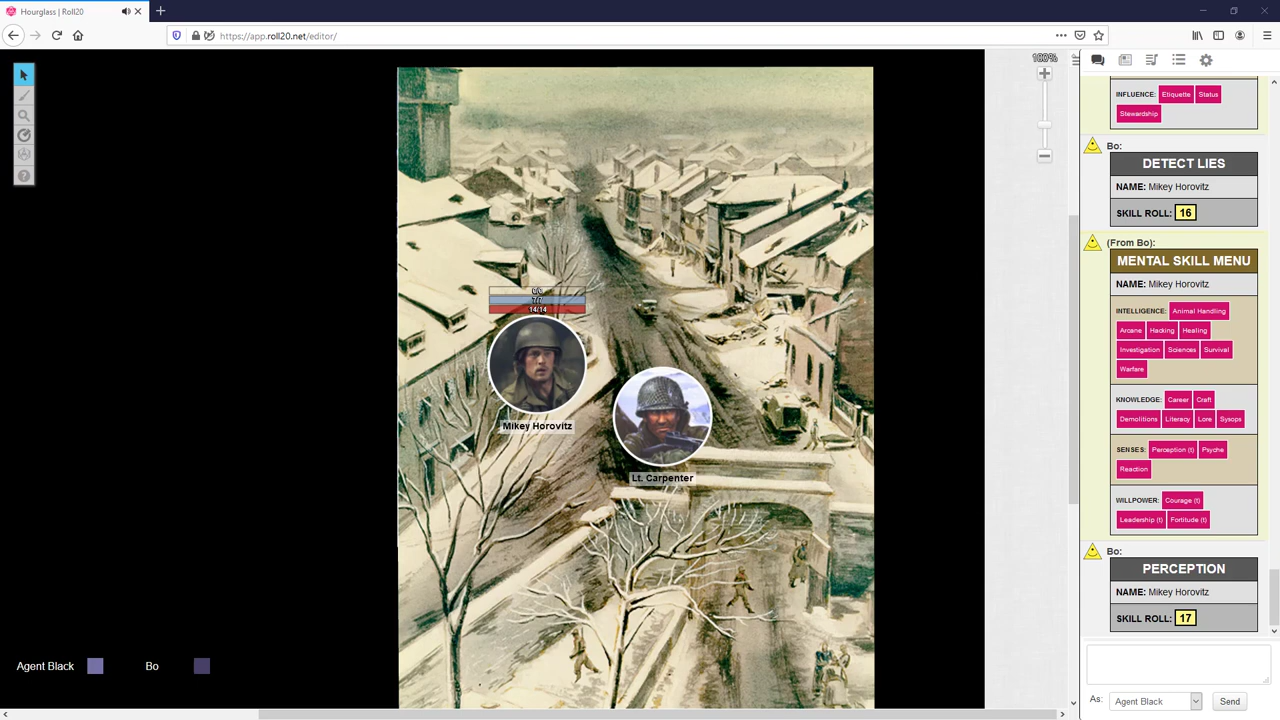 Hourglass | Roll20
https://app.roll20.net/editor/
100%
INFLUENCE: Etiquette Status
Stewardship
Bo:
DETECT LIES
NAME: Mikey Horovitz
SKILL ROLL: 16
(From Bo):
MENTAL SKILL MENU
NAME: Mikey Horovitz
INTELLIGENCE: Animal Handling
Arcane Hacking Healing
Investigation Sciences Survival
Warfare
KNOWLEDGE: Career Craft
Demolitions Literacy Lore Sysops
SENSES: Perception (t) Psyche
Reaction
WILLPOWER: Courage (t)
Leadership (t) Fortitude (t)
Bo:
PERCEPTION
NAME: Mikey Horovitz
SKILL ROLL: 17
As: Agent Black Send
7/7
14/14
Mikey Horovitz
Lt. Carpenter
Agent Black Bo